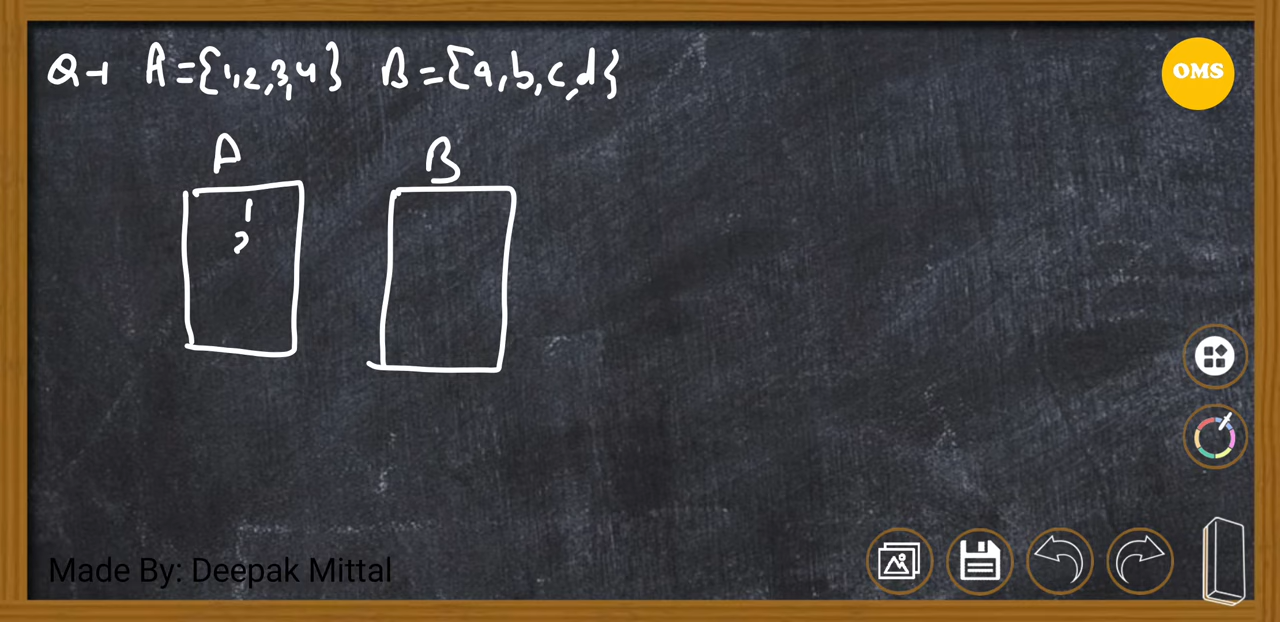 Q-1 A={1,2,3,4} B={a,b,c,d}
OMS
A B
1
2
Made By: Deepak Mittal